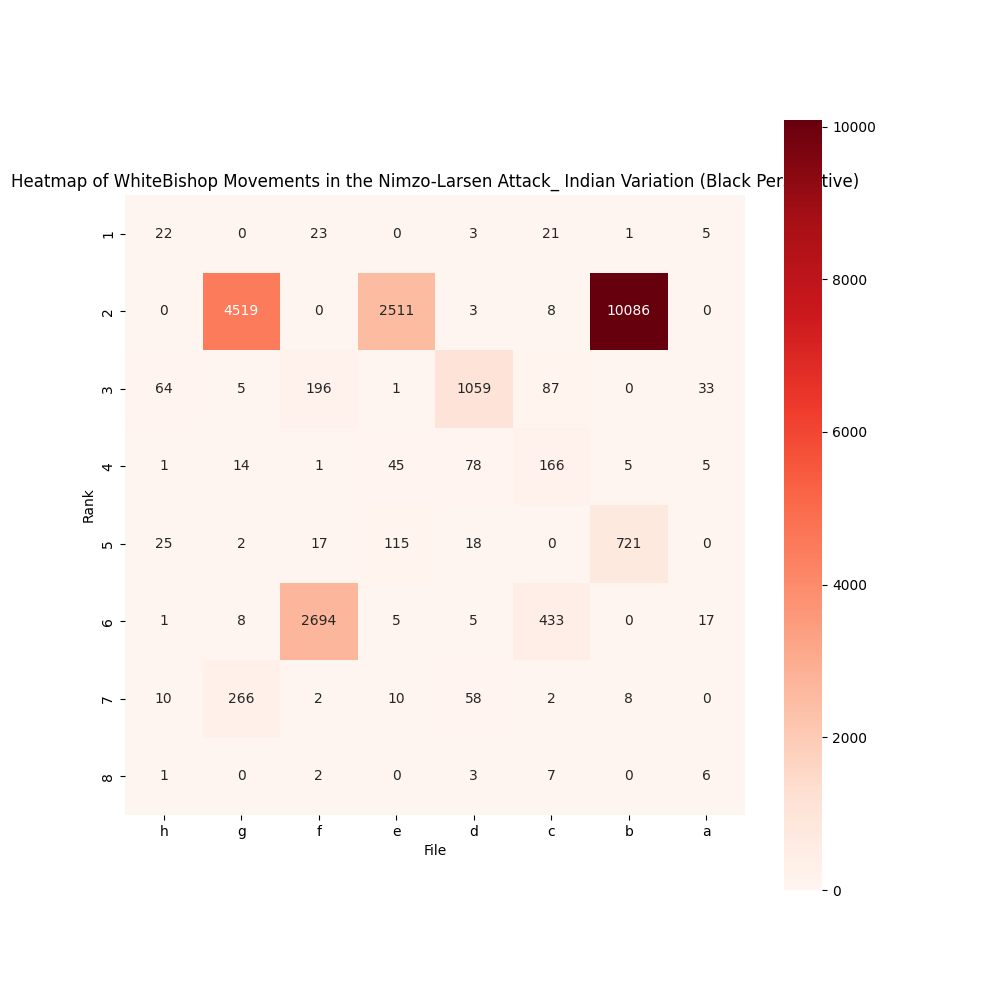 Heatmap of WhiteBishop Movements in the Nimzo-Larsen Attack_ Indian Variation (Black Per tive)
10000
1 22 0 23 0 3 21 1 5
8000
2 0 4519 0 2511 3 8 10086 0
3 64 5 196 1 1059 87 0 33
6000
4 1 14 1 45 78 166 5 5
Rank
5 25 2 17 115 18 0 721 0
4000
6 1 8 2694 5 5 433 0 17
7 10 266 2 10 58 2 8 0
2000
8 1 0 2 0 3 7 0 6
h g f e d c b a
File
0